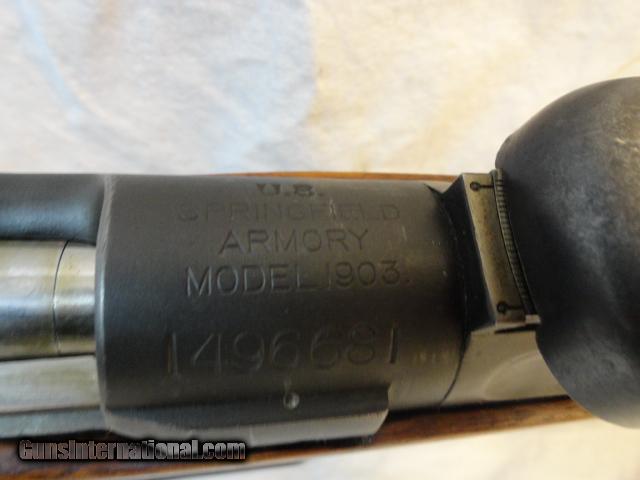 U.S.
SPRINGFIELD
ARMORY
MODEL 1903.
1496681
GunsInternational.com